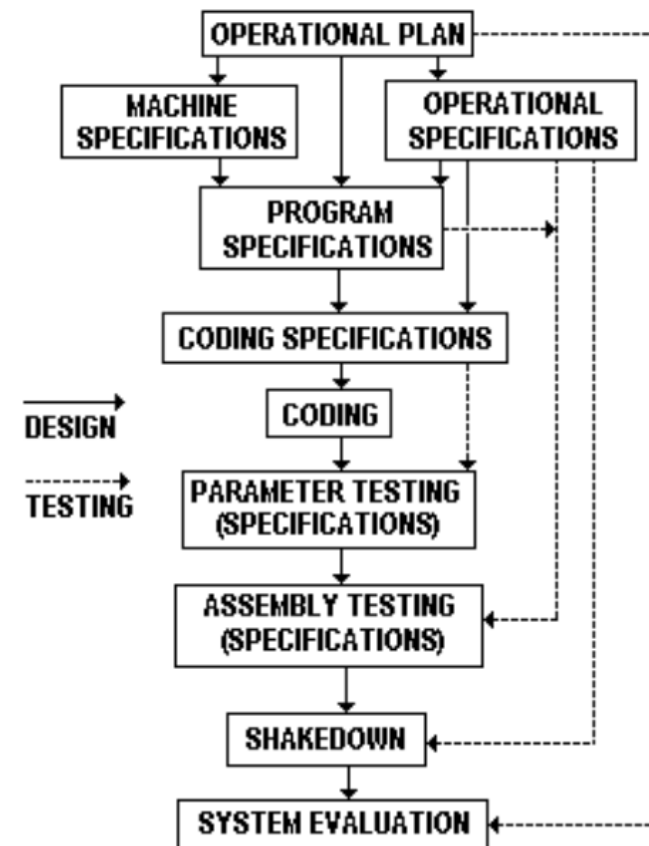 OPERATIONAL PLAN
MACHINE
SPECIFICATIONS
OPERATIONAL
SPECIFICATIONS
PROGRAM
SPECIFICATIONS
CODING SPECIFICATIONS
CODING
DESIGN
TESTING
PARAMETER TESTING
(SPECIFICATIONS)
ASSEMBLY TESTING
(SPECIFICATIONS)
SHAKEDOWN
SYSTEM EVALUATION